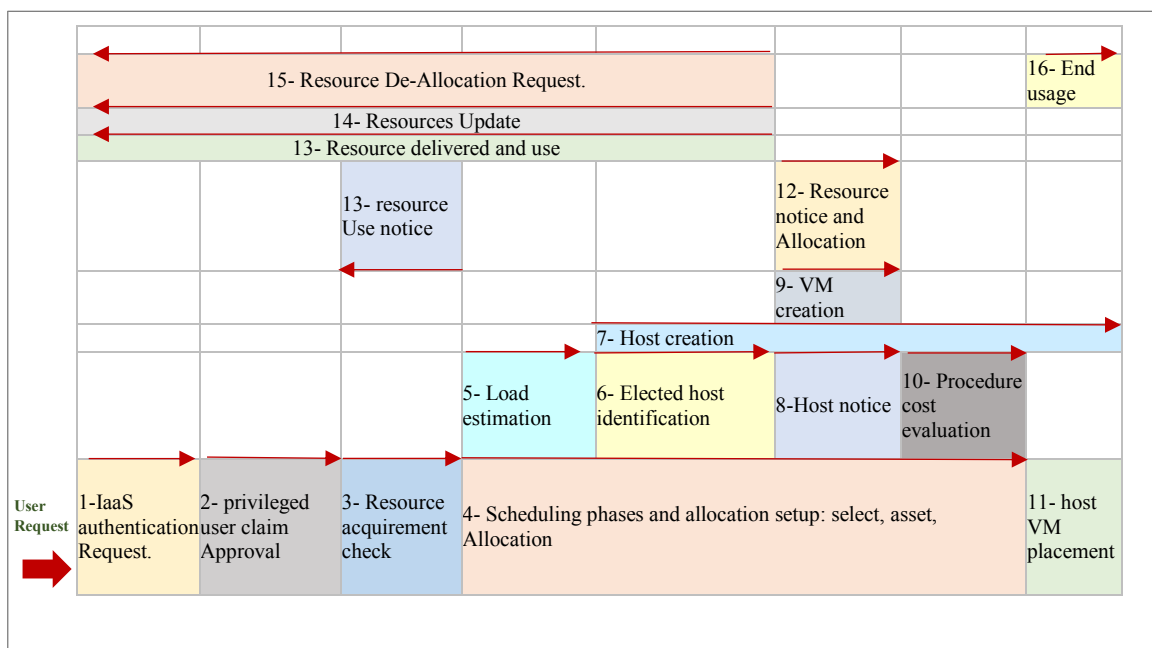 15- Resource De-Allocation Request.
16- End
usage
14- Resources Update
13- Resource delivered and use
13- resource
Use notice
12- Resource
notice and
Allocation
9- VM
creation
7- Host creation
5- Load
estimation
6- Elected host
identification
8-Host notice
10- Procedure
cost
evaluation
User
Request
1-IaaS
authentication
Request.
2- privileged
user claim
Approval
3- Resource
acquirement
check
4- Scheduling phases and allocation setup: select, asset,
Allocation
11- host
VM
placement